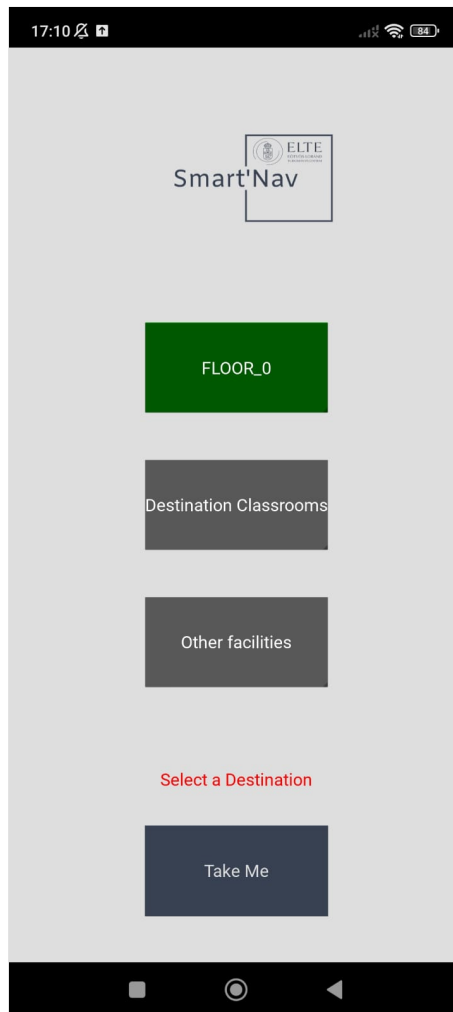 17:10
84
ELTE
Smart'Nav
FLOOR_0
Destination Classrooms
Other facilities
Select a Destination
Take Me